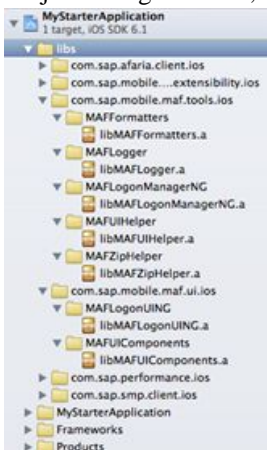 MyStarterApplication
1 target, iOS SDK 6.1
libs
com.sap.afaria.client.ios
com.sap.mobile....extensibility.ios
com.sap.mobile.maf.tools.ios
MAFFormatters
libMAFFormatters.a
MAFLogger
libMAFLogger.a
MAFLogonManagerNG
libMAFLogonManagerNG.a
MAFUIHelper
libMAFUIHelper.a
MAFZipHelper
libMAFZipHelper.a
com.sap.mobile.maf.ui.ios
MAFLogonUING
libMAFLogonUING.a
MAFUIComponents
libMAFUIComponents.a
com.sap.performance.ios
com.sap.smp.client.ios
MyStarterApplication
Frameworks
Products